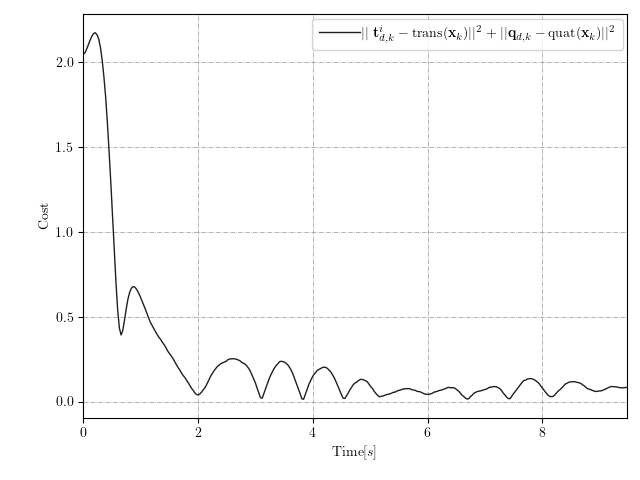 || 𝐭ⁱ_{d,k} − trans(𝐱_k)||² + ||𝐪_{d,k} − quat(𝐱_k)||²
2.0
1.5
1.0
0.5
0.0
Cost
0 2 4 6 8
Time[s]